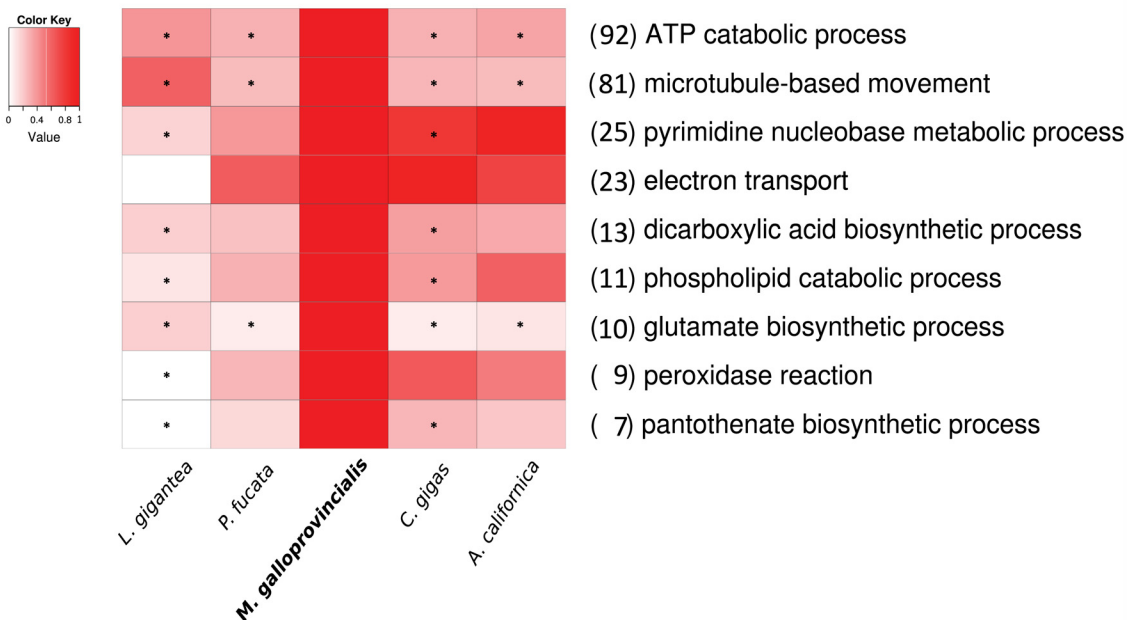 Color Key
0 0.4 0.8 1
Value
* * * * (92) ATP catabolic process
* * * * (81) microtubule-based movement
* * (25) pyrimidine nucleobase metabolic process
(23) electron transport
* * (13) dicarboxylic acid biosynthetic process
* * (11) phospholipid catabolic process
* * * * (10) glutamate biosynthetic process
* ( 9) peroxidase reaction
* * ( 7) pantothenate biosynthetic process
L. gigantea
P. fucata
M. galloprovincialis
C. gigas
A. californica